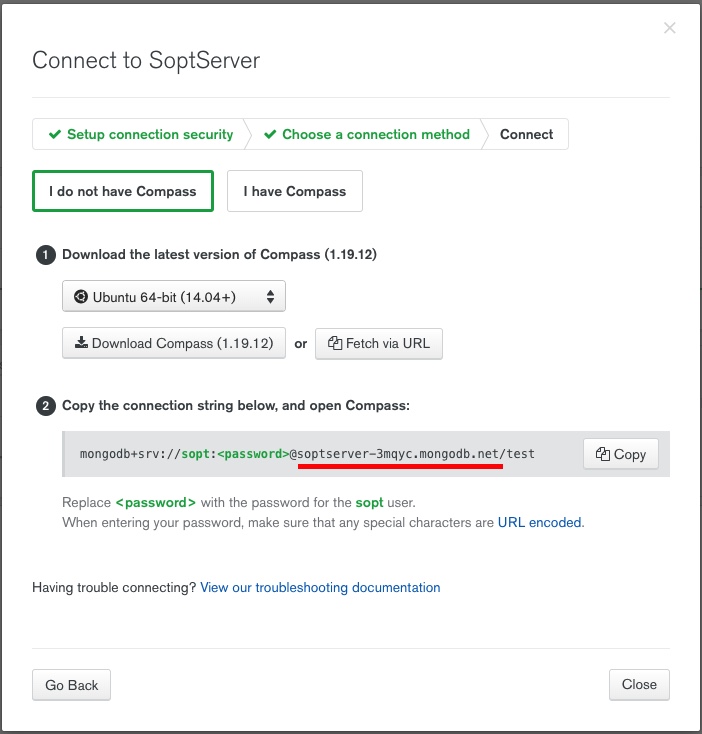 Connect to SoptServer
Setup connection security
Choose a connection method
Connect
I do not have Compass
I have Compass
1 Download the latest version of Compass (1.19.12)
Ubuntu 64-bit (14.04+)
Download Compass (1.19.12) or Fetch via URL
2 Copy the connection string below, and open Compass:
mongodb+srv://sopt:<password>@soptserver-3mqyc.mongodb.net/test
Copy
Replace <password> with the password for the sopt user.
When entering your password, make sure that any special characters are URL encoded.
Having trouble connecting? View our troubleshooting documentation
Go Back
Close